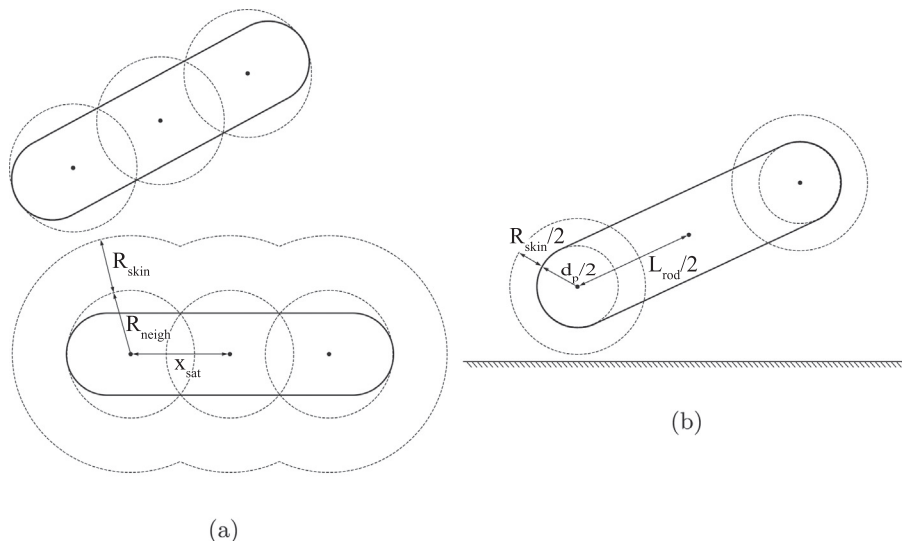 R_skin
R_neigh
x_sat
(a)
R_skin/2
d_p/2
L_rod/2
(b)